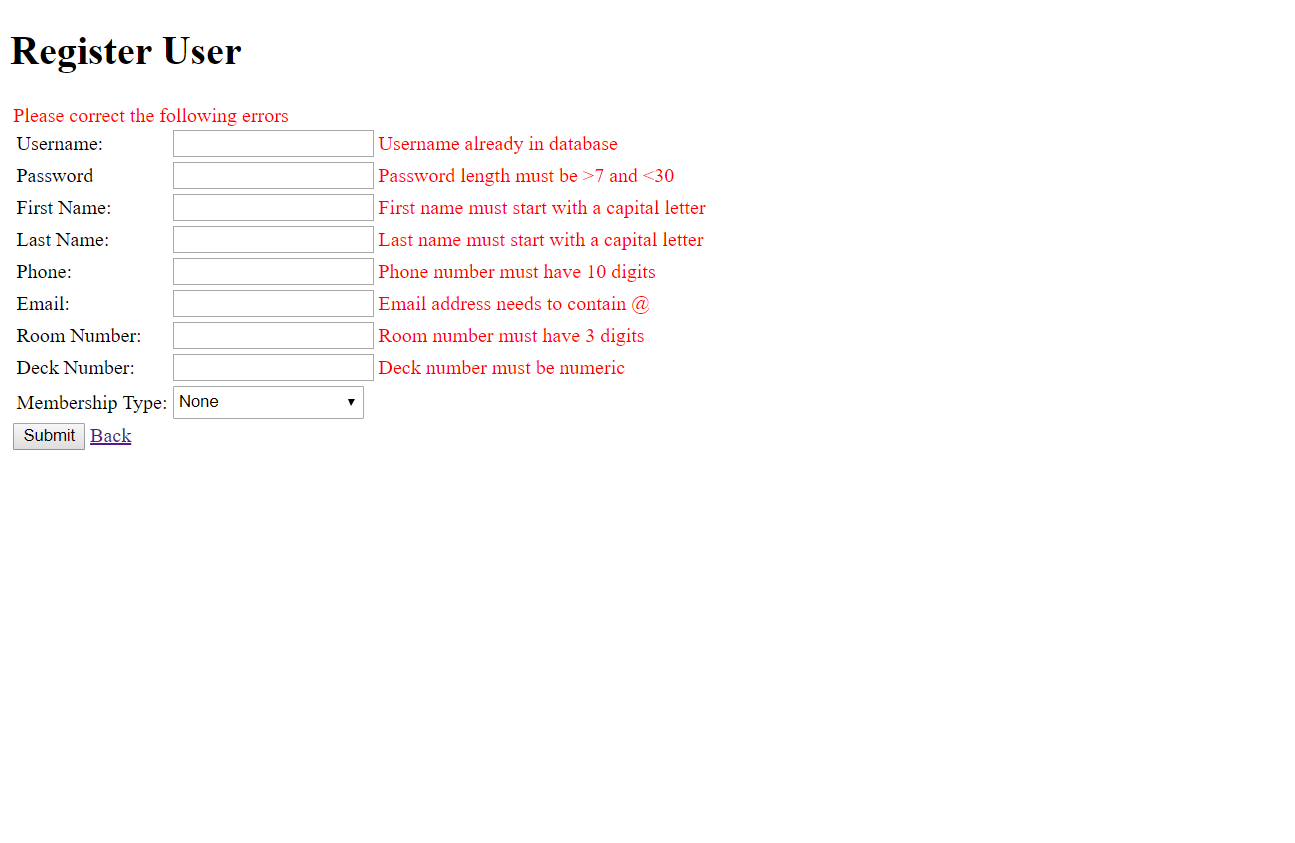 Register User
Please correct the following errors
Username: Username already in database
Password Password length must be >7 and <30
First Name: First name must start with a capital letter
Last Name: Last name must start with a capital letter
Phone: Phone number must have 10 digits
Email: Email address needs to contain @
Room Number: Room number must have 3 digits
Deck Number: Deck number must be numeric
Membership Type: None
Submit Back